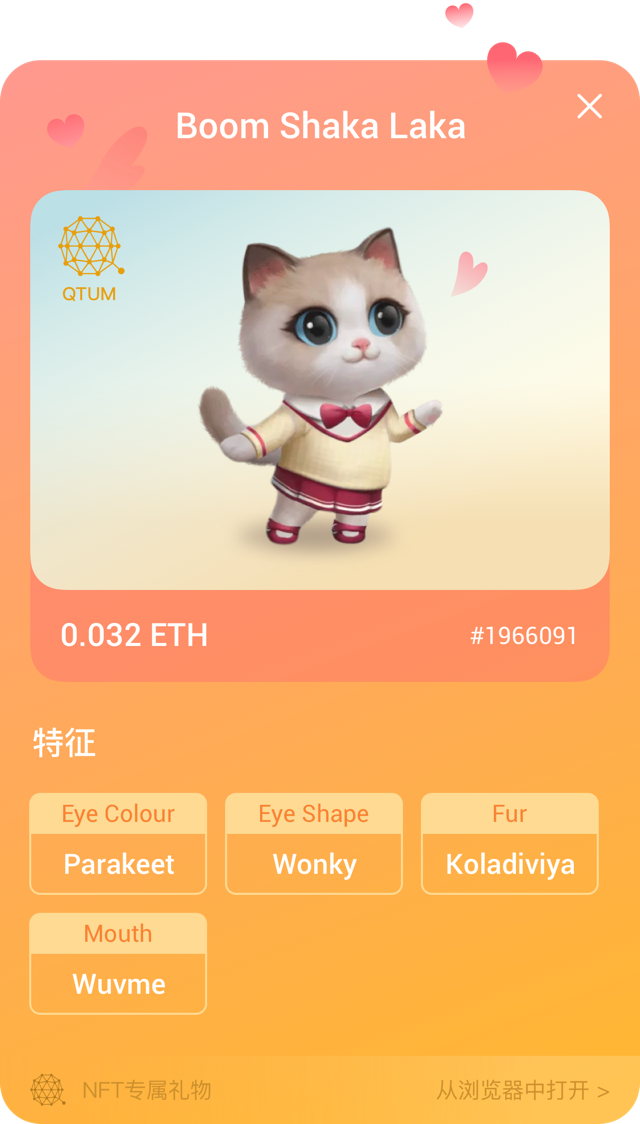 Boom Shaka Laka
QTUM
0.032 ETH
#1966091
特征
Eye Colour
Eye Shape
Fur
Parakeet
Wonky
Koladiviya
Mouth
Wuvme
NFT专属礼物
从浏览器中打开 >